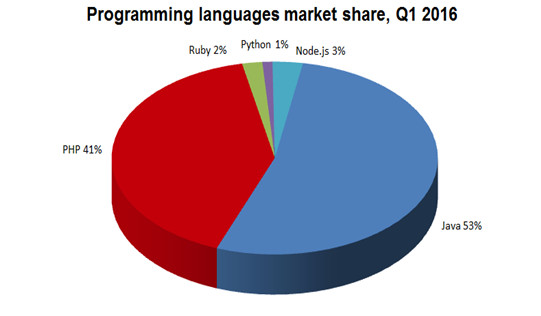 Programming languages market share, Q1 2016
Ruby 2%
Python 1%
Node.js 3%
PHP 41%
Java 53%